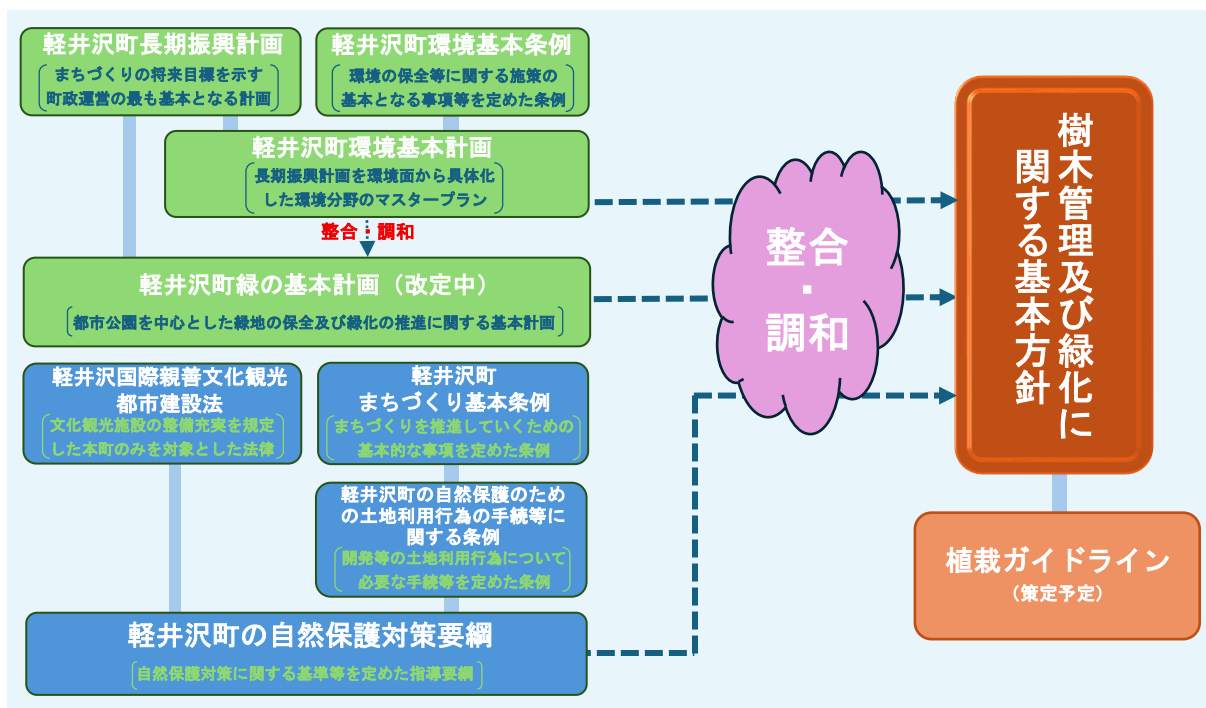 軽井沢町長期振興計画
まちづくりの将来目標を示す
町政運営の最も基本となる計画
軽井沢町環境基本条例
環境の保全等に関する施策の
基本となる事項等を定めた条例
軽井沢町環境基本計画
長期振興計画を環境面から具体化
した環境分野のマスタープラン
整合・調和
軽井沢町緑の基本計画（改定中）
都市公園を中心とした緑地の保全及び緑化の推進に関する基本計画
軽井沢国際親善文化観光
都市建設法
文化観光施設の整備充実を規定
した本町のみを対象とした法律
軽井沢町
まちづくり基本条例
まちづくりを推進していくための
基本的な事項を定めた条例
軽井沢町の自然保護のため
の土地利用行為の手続等に
関する条例
開発等の土地利用行為について
必要な手続等を定めた条例
軽井沢町の自然保護対策要綱
自然保護対策に関する基準等を定めた指導要綱
整合
・
調和
樹木管理及び緑化に
関する基本方針
植栽ガイドライン
（策定予定）